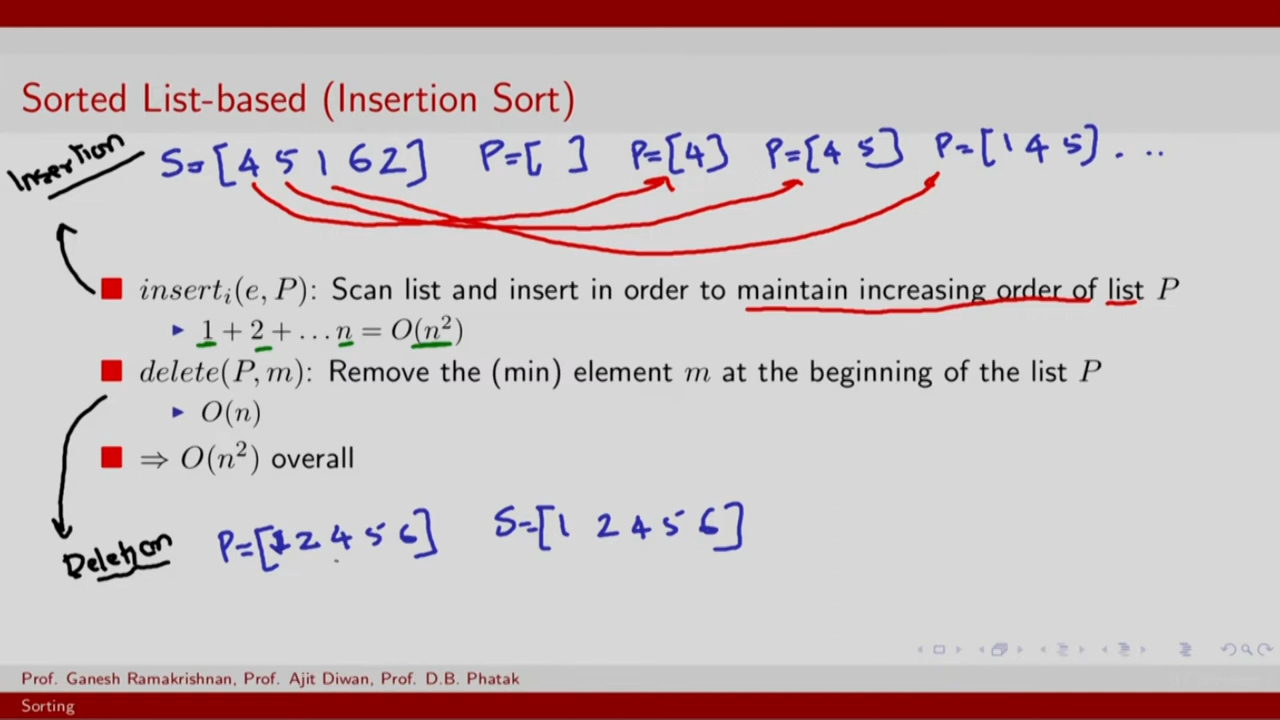 Sorted List-based (Insertion Sort)
Insertion
S=[4 5 1 6 2] P=[ ] P=[4] P=[4 5] P=[1 4 5] . ..
insertᵢ(e, P): Scan list and insert in order to maintain increasing order of list P
1 + 2 + . . . n = O(n²)
delete(P, m): Remove the (min) element m at the beginning of the list P
O(n)
⇒ O(n²) overall
Deletion
P=[1 2 4 5 6] S=[1 2 4 5 6]
Prof. Ganesh Ramakrishnan, Prof. Ajit Diwan, Prof. D.B. Phatak
Sorting